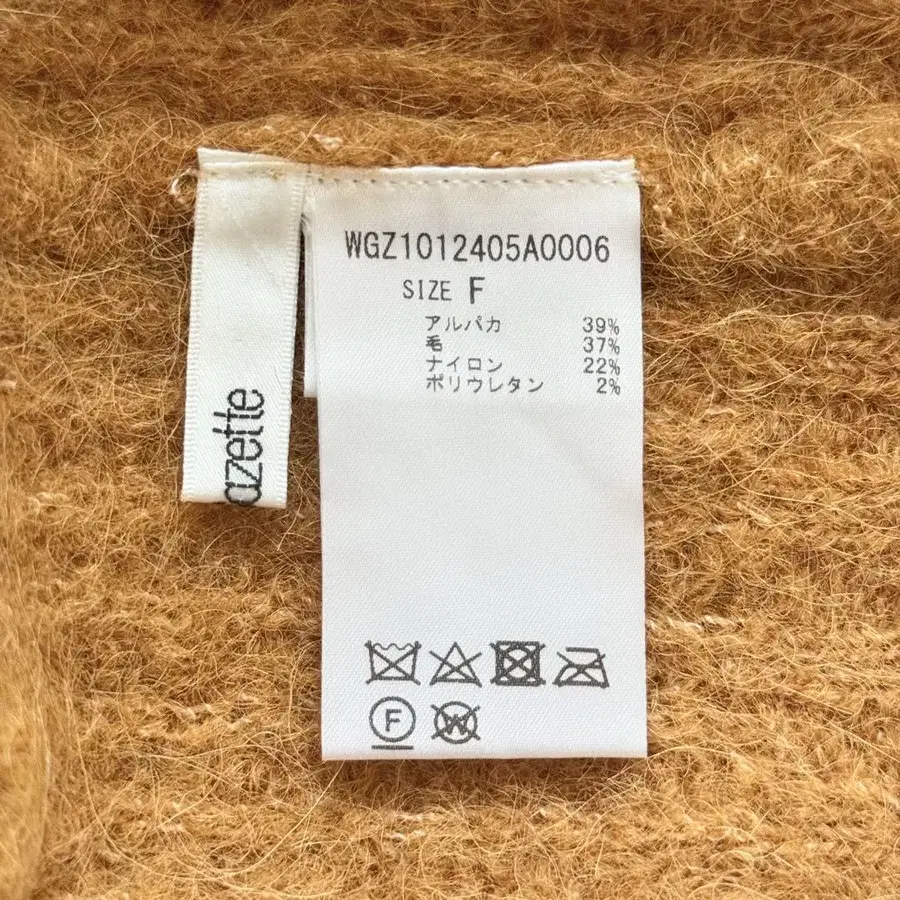 azette
WGZ1012405A0006
SIZE F
アルパカ 39%
毛 37%
ナイロン 22%
ポリウレタン 2%
F W